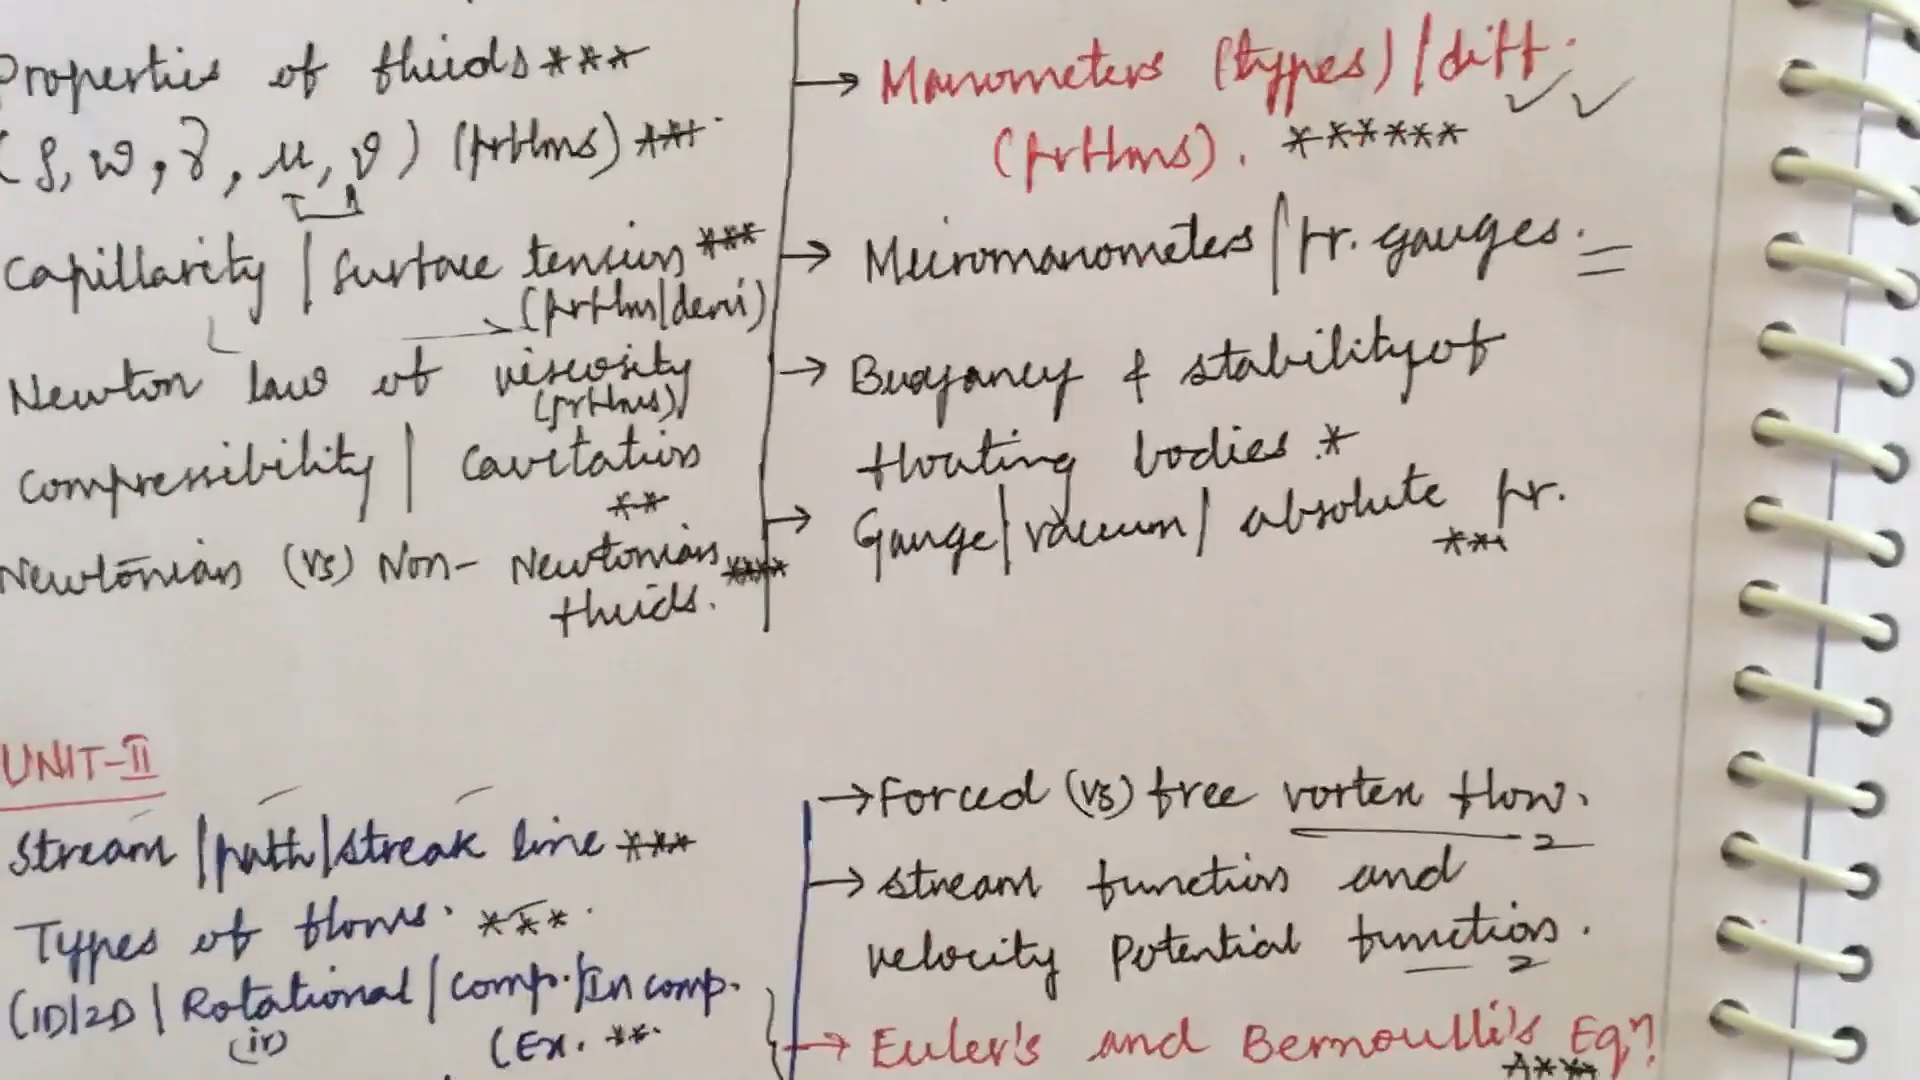 Properties of fluids ***
(ρ, ω, γ, μ, ϑ) (prblms) ***
Capillarity / Surface tension ***
(prblms/deri)
Newton law of viscosity
(prblms)
Compressibility / Cavitation
**
Newtonian (vs) Non-Newtonian ****
fluids.
→ Manometers (types) / diff.
(prblms). ******
→ Micromanometers / pr. gauges.
→ Buoyancy & stability of
floating bodies. *
→ Gauge / vacuum / absolute pr.
***
UNIT-II
Stream / path / streak line ***
Types of flows. ***
(1D/2D / Rotational / comp. / Incomp.
(ir) (Ex. **
→ Forced (vs) free vortex flow.
→ stream function and
velocity Potential function.
→ Euler's and Bernoulli's Eqn